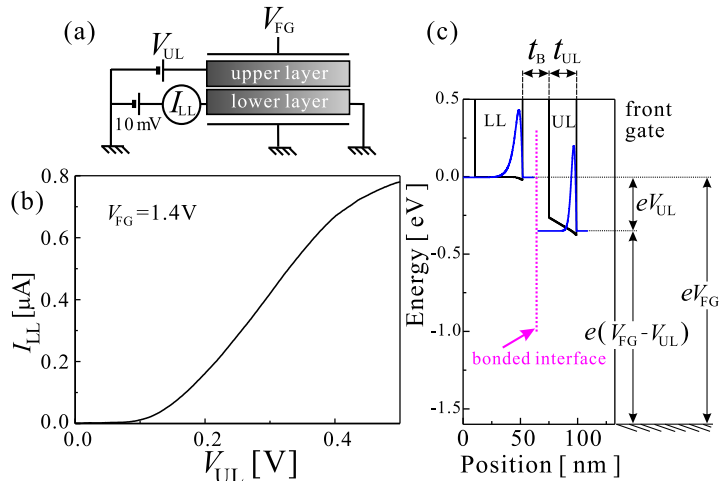 (a)
V_FG
V_UL
upper layer
lower layer
I_LL
10 mV
(b)
V_FG=1.4V
I_LL [μA]
0.8
0.6
0.4
0.2
0.0
0.0
0.2
0.4
V_UL [V]
(c)
t_B
t_UL
LL
UL
front
gate
Energy [ eV ]
0.5
0.0
-0.5
-1.0
-1.5
eV_UL
eV_FG
e(V_FG-V_UL)
bonded interface
0
50
100
Position [ nm ]